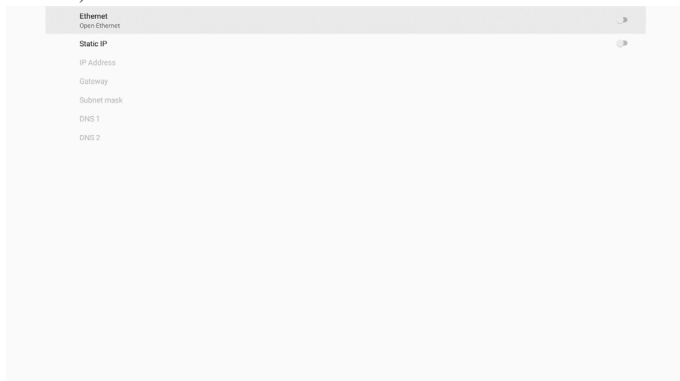 Ethernet
Open Ethernet
Static IP
IP Address
Gateway
Subnet mask
DNS 1
DNS 2